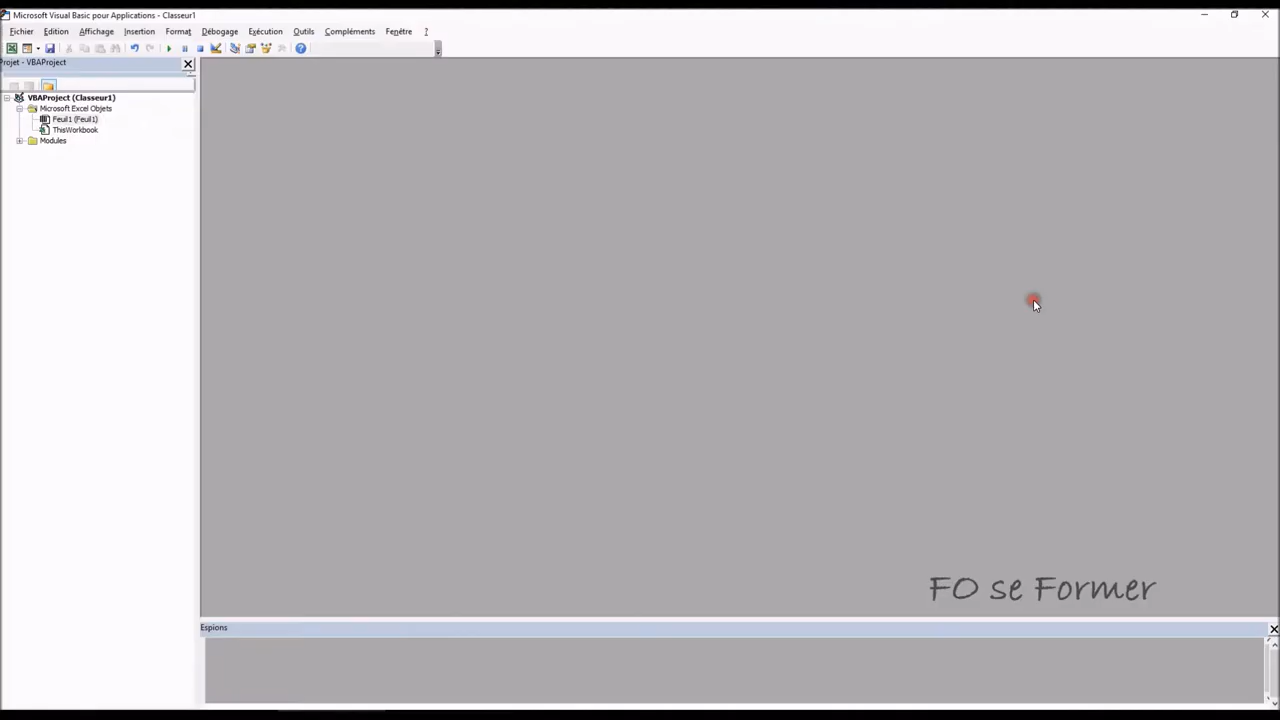 Microsoft Visual Basic pour Applications - Classeur1
Fichier Edition Affichage Insertion Format Débogage Exécution Outils Compléments Fenêtre ?
Projet - VBAProject
VBAProject (Classeur1)
Microsoft Excel Objets
Feuil1 (Feuil1)
ThisWorkbook
Modules
FO se Former
Espions